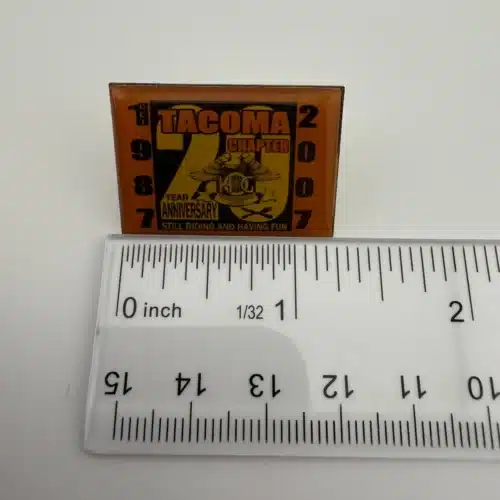 TACOMA
CHAPTER
1987
2007
20
YEAR
ANNIVERSARY
STILL RIDING AND HAVING FUN
0 inch 1/32 1 2
15 14 13 12 11 10